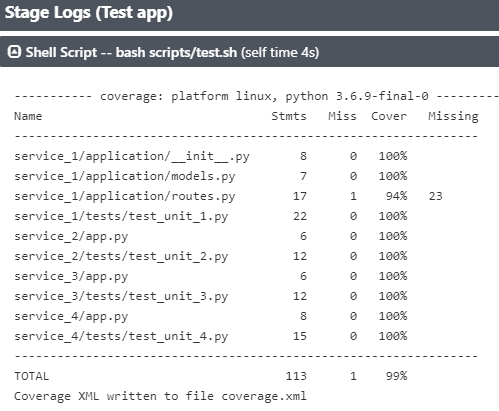 Stage Logs (Test app)
Shell Script -- bash scripts/test.sh (self time 4s)
----------- coverage: platform linux, python 3.6.9-final-0 ---------
Name Stmts Miss Cover Missing
----------------------------------------------------------------
service_1/application/__init__.py 8 0 100%
service_1/application/models.py 7 0 100%
service_1/application/routes.py 17 1 94% 23
service_1/tests/test_unit_1.py 22 0 100%
service_2/app.py 6 0 100%
service_2/tests/test_unit_2.py 12 0 100%
service_3/app.py 6 0 100%
service_3/tests/test_unit_3.py 12 0 100%
service_4/app.py 8 0 100%
service_4/tests/test_unit_4.py 15 0 100%
----------------------------------------------------------------
TOTAL 113 1 99%
Coverage XML written to file coverage.xml